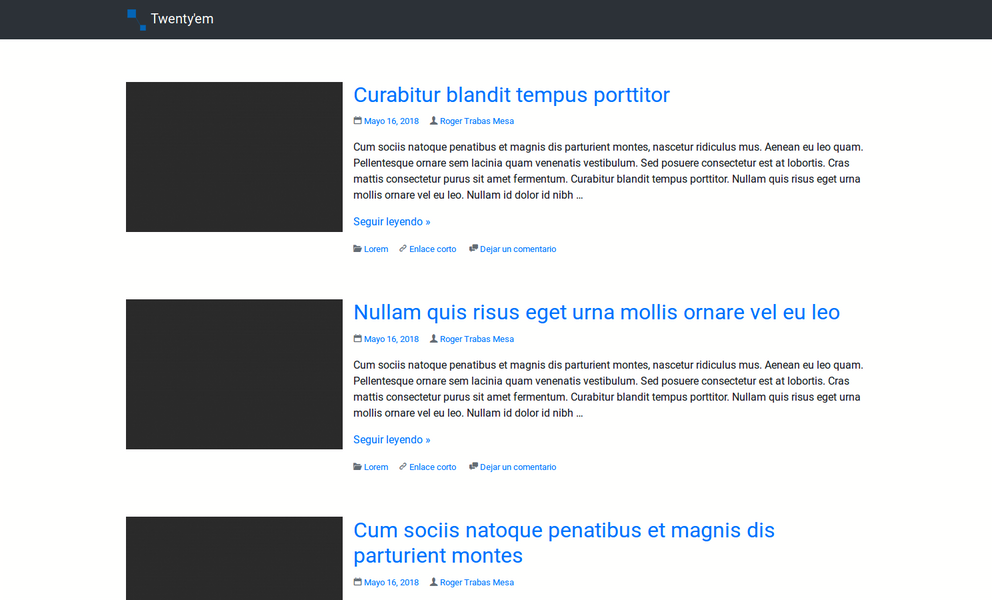 Twenty'em
Curabitur blandit tempus porttitor
Mayo 16, 2018 Roger Trabas Mesa
Cum sociis natoque penatibus et magnis dis parturient montes, nascetur ridiculus mus. Aenean eu leo quam.
Pellentesque ornare sem lacinia quam venenatis vestibulum. Sed posuere consectetur est at lobortis. Cras
mattis consectetur purus sit amet fermentum. Curabitur blandit tempus porttitor. Nullam quis risus eget urna
mollis ornare vel eu leo. Nullam id dolor id nibh ...
Seguir leyendo »
Lorem Enlace corto Dejar un comentario
Nullam quis risus eget urna mollis ornare vel eu leo
Mayo 16, 2018 Roger Trabas Mesa
Cum sociis natoque penatibus et magnis dis parturient montes, nascetur ridiculus mus. Aenean eu leo quam.
Pellentesque ornare sem lacinia quam venenatis vestibulum. Sed posuere consectetur est at lobortis. Cras
mattis consectetur purus sit amet fermentum. Curabitur blandit tempus porttitor. Nullam quis risus eget urna
mollis ornare vel eu leo. Nullam id dolor id nibh ...
Seguir leyendo »
Lorem Enlace corto Dejar un comentario
Cum sociis natoque penatibus et magnis dis
parturient montes
Mayo 16, 2018 Roger Trabas Mesa